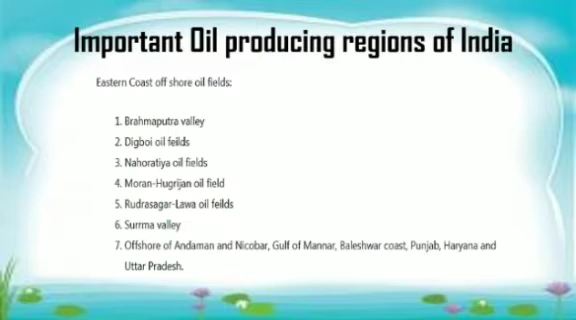 Important Oil producing regions of India
Eastern Coast off shore oil fields:
1. Brahmaputra valley
2. Digboi oil feilds
3. Nahoratiya oil fields
4. Moran-Hugrijan oil field
5. Rudrasagar-Lawa oil feilds
6. Surrma valley
7. Offshore of Andaman and Nicobar, Gulf of Mannar, Baleshwar coast, Punjab, Haryana and
Uttar Pradesh.